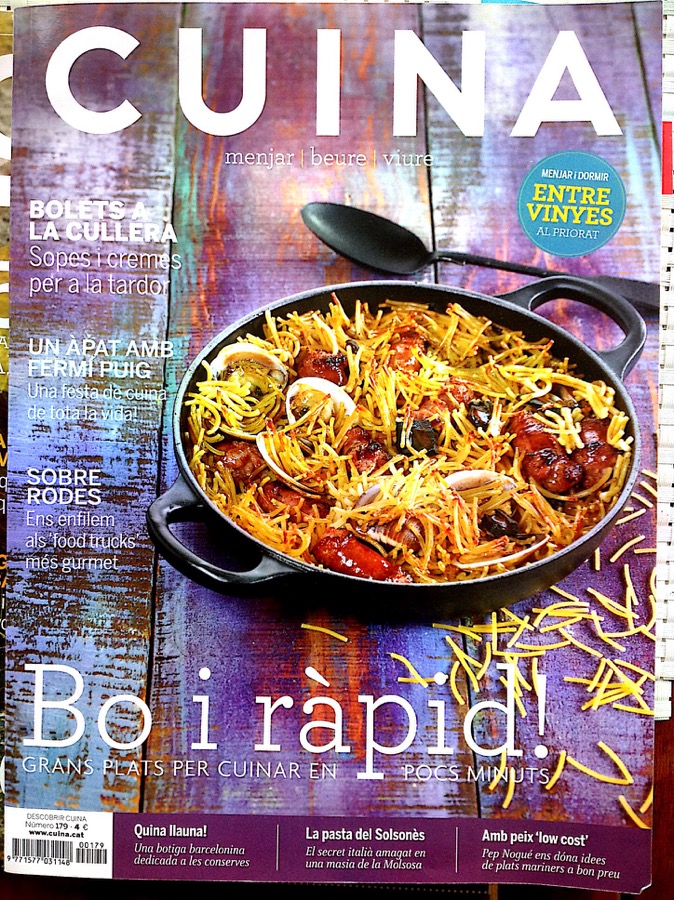 CUINA
menjar | beure | viure
MENJAR i DORMIR
ENTRE
VINYES
AL PRIORAT
BOLETS A
LA CULLERA
Sopes i cremes
per a la tardor
UN ÀPAT AMB
FERMÍ PUIG
Una festa de cuina
de tota la vida!
SOBRE
RODES
Ens enfilem
als 'food trucks'
més gurmet
Bo i ràpid!
GRANS PLATS PER CUINAR EN POCS MINUTS
DESCOBRIR CUINA
Número 179 · 4 €
www.cuina.cat
00179
9 771577 031148
Quina llauna!
Una botiga barcelonina
dedicada a les conserves
La pasta del Solsonès
El secret italià amagat en
una masia de la Molsosa
Amb peix 'low cost'
Pep Nogué ens dóna idees
de plats mariners a bon preu